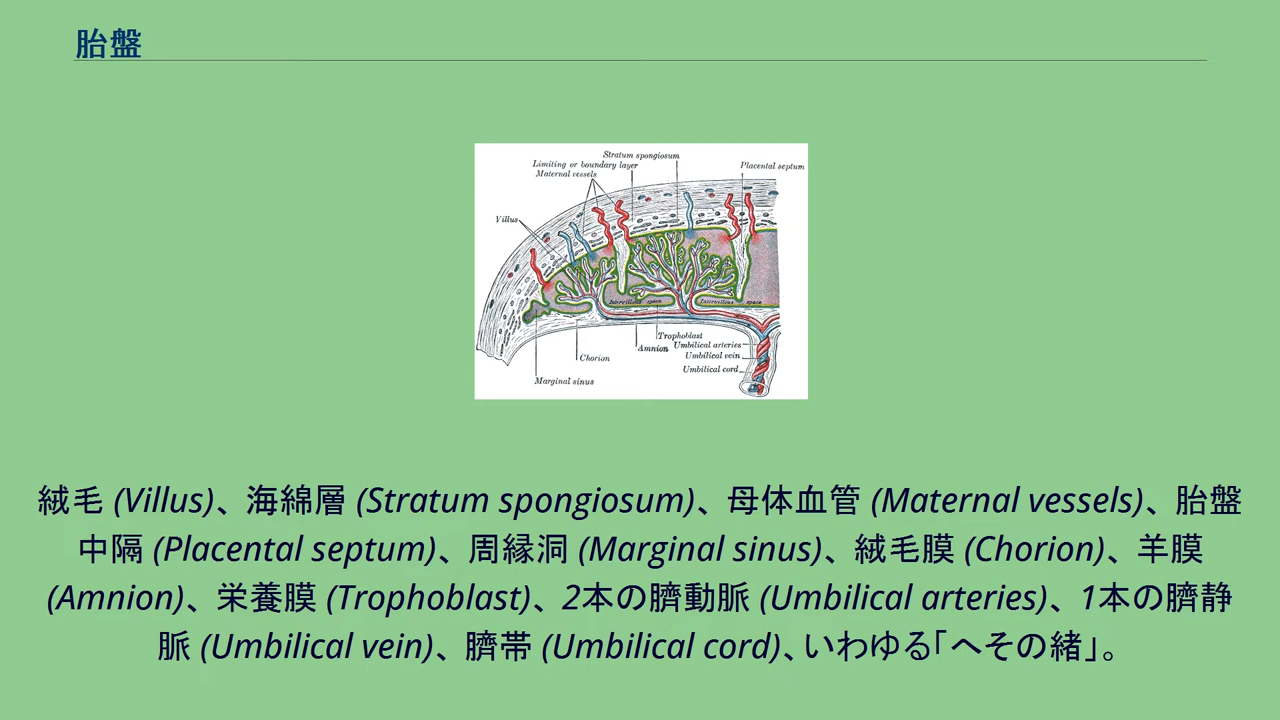 胎盤
Stratum spongiosum
Limiting or boundary layer
Maternal vessels
Placental septum
Villus
Intervillous space
Intervillous space
Trophoblast
Amnion
Umbilical arteries
Umbilical vein
Chorion
Umbilical cord
Marginal sinus
絨毛 (Villus)、海綿層 (Stratum spongiosum)、母体血管 (Maternal vessels)、胎盤
中隔 (Placental septum)、周縁洞 (Marginal sinus)、絨毛膜 (Chorion)、羊膜
(Amnion)、栄養膜 (Trophoblast)、2本の臍動脈 (Umbilical arteries)、1本の臍静
脈 (Umbilical vein)、臍帯 (Umbilical cord)、いわゆる「へその緒」。